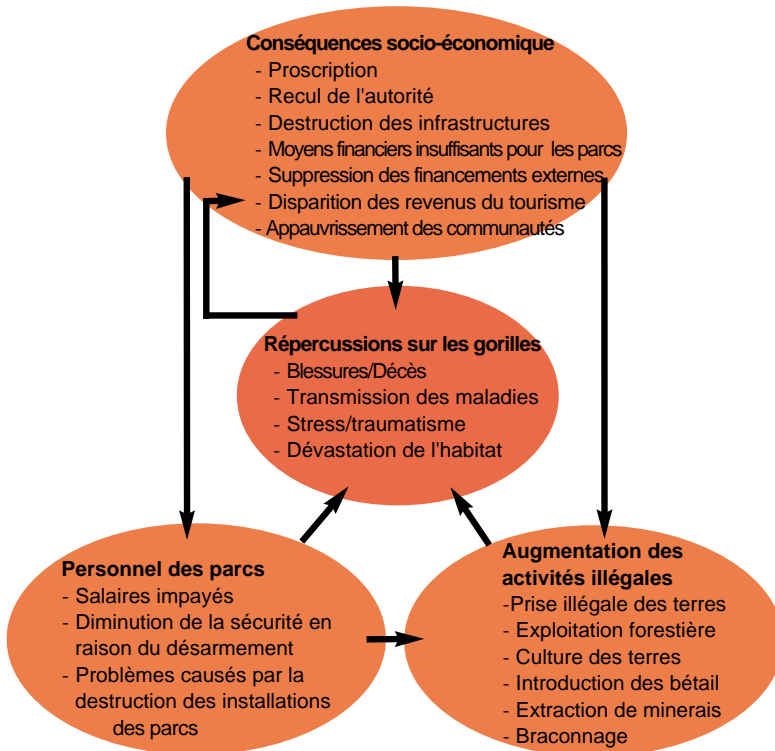 Conséquences socio-économique
- Proscription
- Recul de l'autorité
- Destruction des infrastructures
- Moyens financiers insuffisants pour les parcs
- Suppression des financements externes
- Disparition des revenus du tourisme
- Appauvrissement des communautés
Répercussions sur les gorilles
- Blessures/Décès
- Transmission des maladies
- Stress/traumatisme
- Dévastation de l'habitat
Personnel des parcs
- Salaires impayés
- Diminution de la sécurité en
raison du désarmement
- Problèmes causés par la
destruction des installations
des parcs
Augmentation des
activités illégales
-Prise illégale des terres
- Exploitation forestière
- Culture des terres
- Introduction des bétail
- Extraction de minerais
- Braconnage